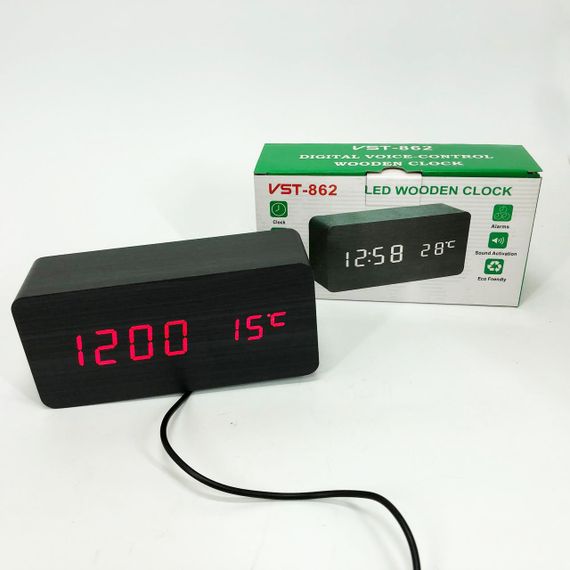 VST-862
DIGITAL VOICE-CONTROL
WOODEN CLOCK
VST-862
LED WOODEN CLOCK
Clock
12:58 28°C
Alarms
Sound Activation
Eco Foendly
1200 15°C